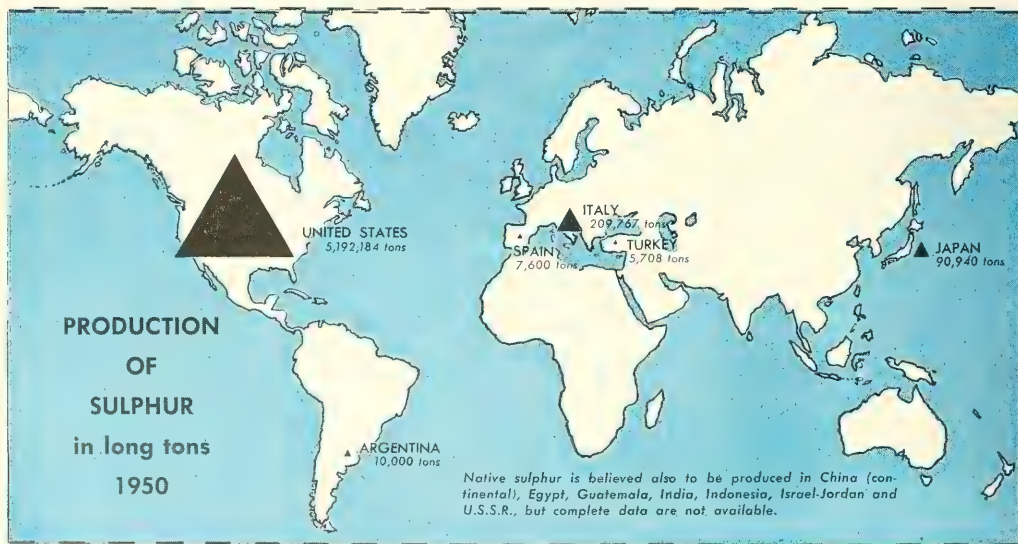 UNITED STATES
5,192,184 tons
ITALY
209,767 tons
SPAIN
7,600 tons
TURKEY
5,708 tons
JAPAN
90,940 tons
PRODUCTION
OF
SULPHUR
in long tons
1950
ARGENTINA
10,000 tons
Native sulphur is believed also to be produced in China (con-
tinental), Egypt, Guatemala, India, Indonesia, Israel-Jordan and
U.S.S.R., but complete data are not available.